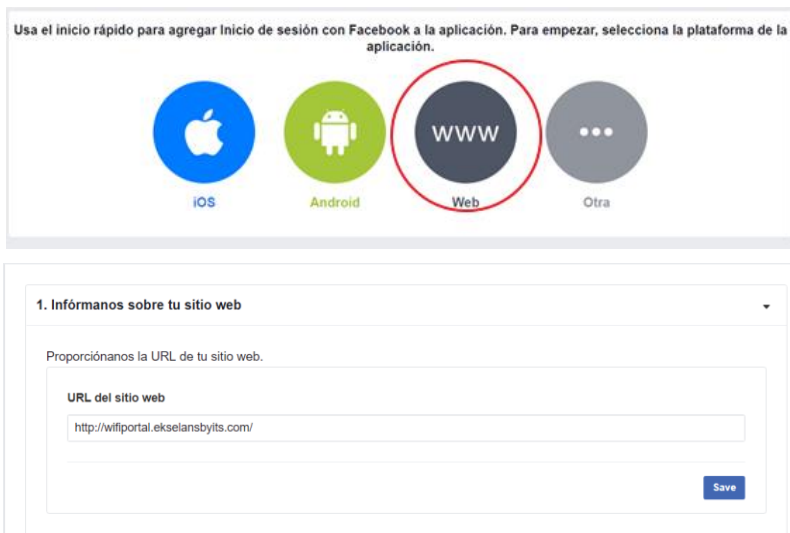 Usa el inicio rápido para agregar Inicio de sesión con Facebook a la aplicación. Para empezar, selecciona la plataforma de la
aplicación.
www
iOS
Android
Web
Otra
1. Infórmanos sobre tu sitio web
Proporciónanos la URL de tu sitio web.
URL del sitio web
http://wifiportal.ekselansbyits.com/
Save